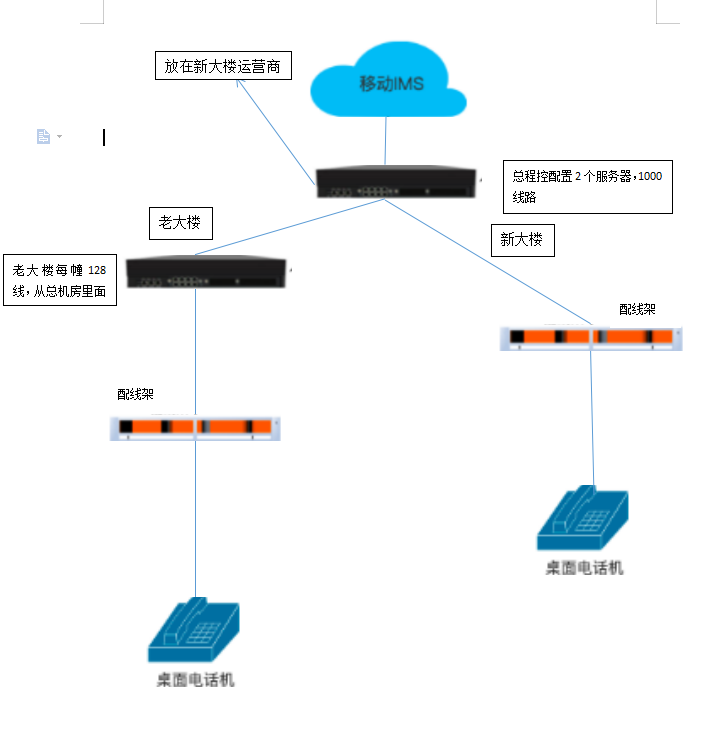 放在新大楼运营商
移动IMS
总程控配置2个服务器，1000
线路
老大楼
新大楼
老大楼每幢128
线，从总机房里面
配线架
配线架
桌面电话机
桌面电话机